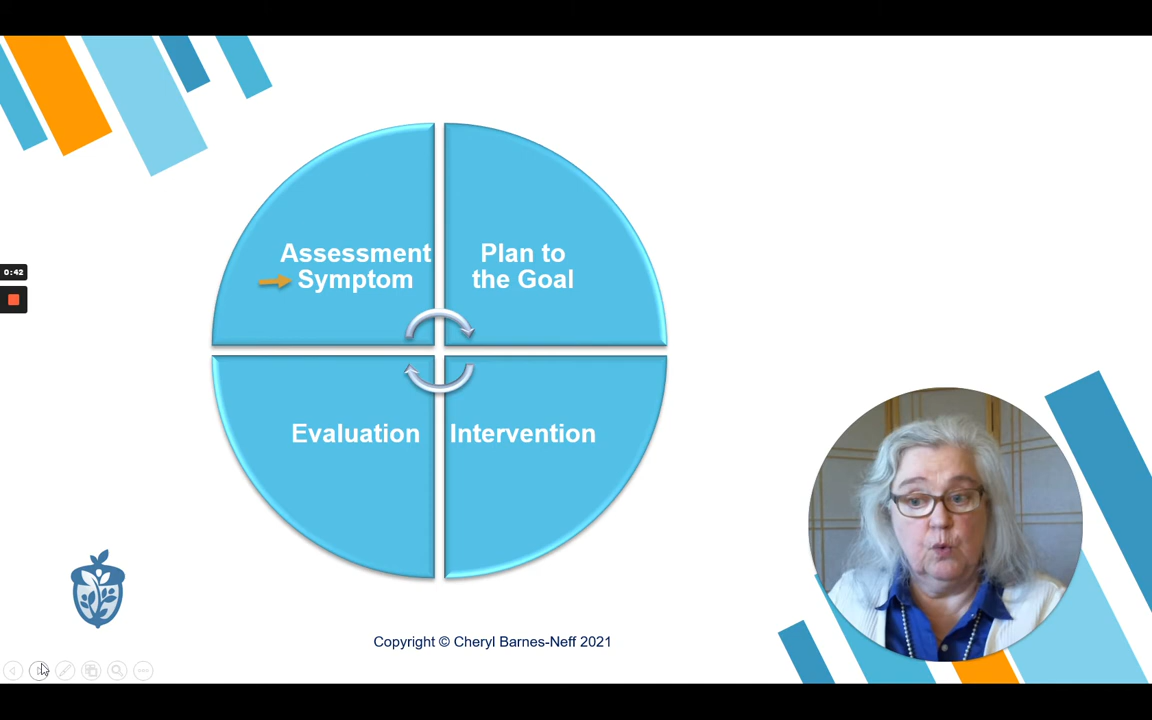 0:42
Assessment
Symptom
Plan to
the Goal
Evaluation
Intervention
Copyright © Cheryl Barnes-Neff 2021